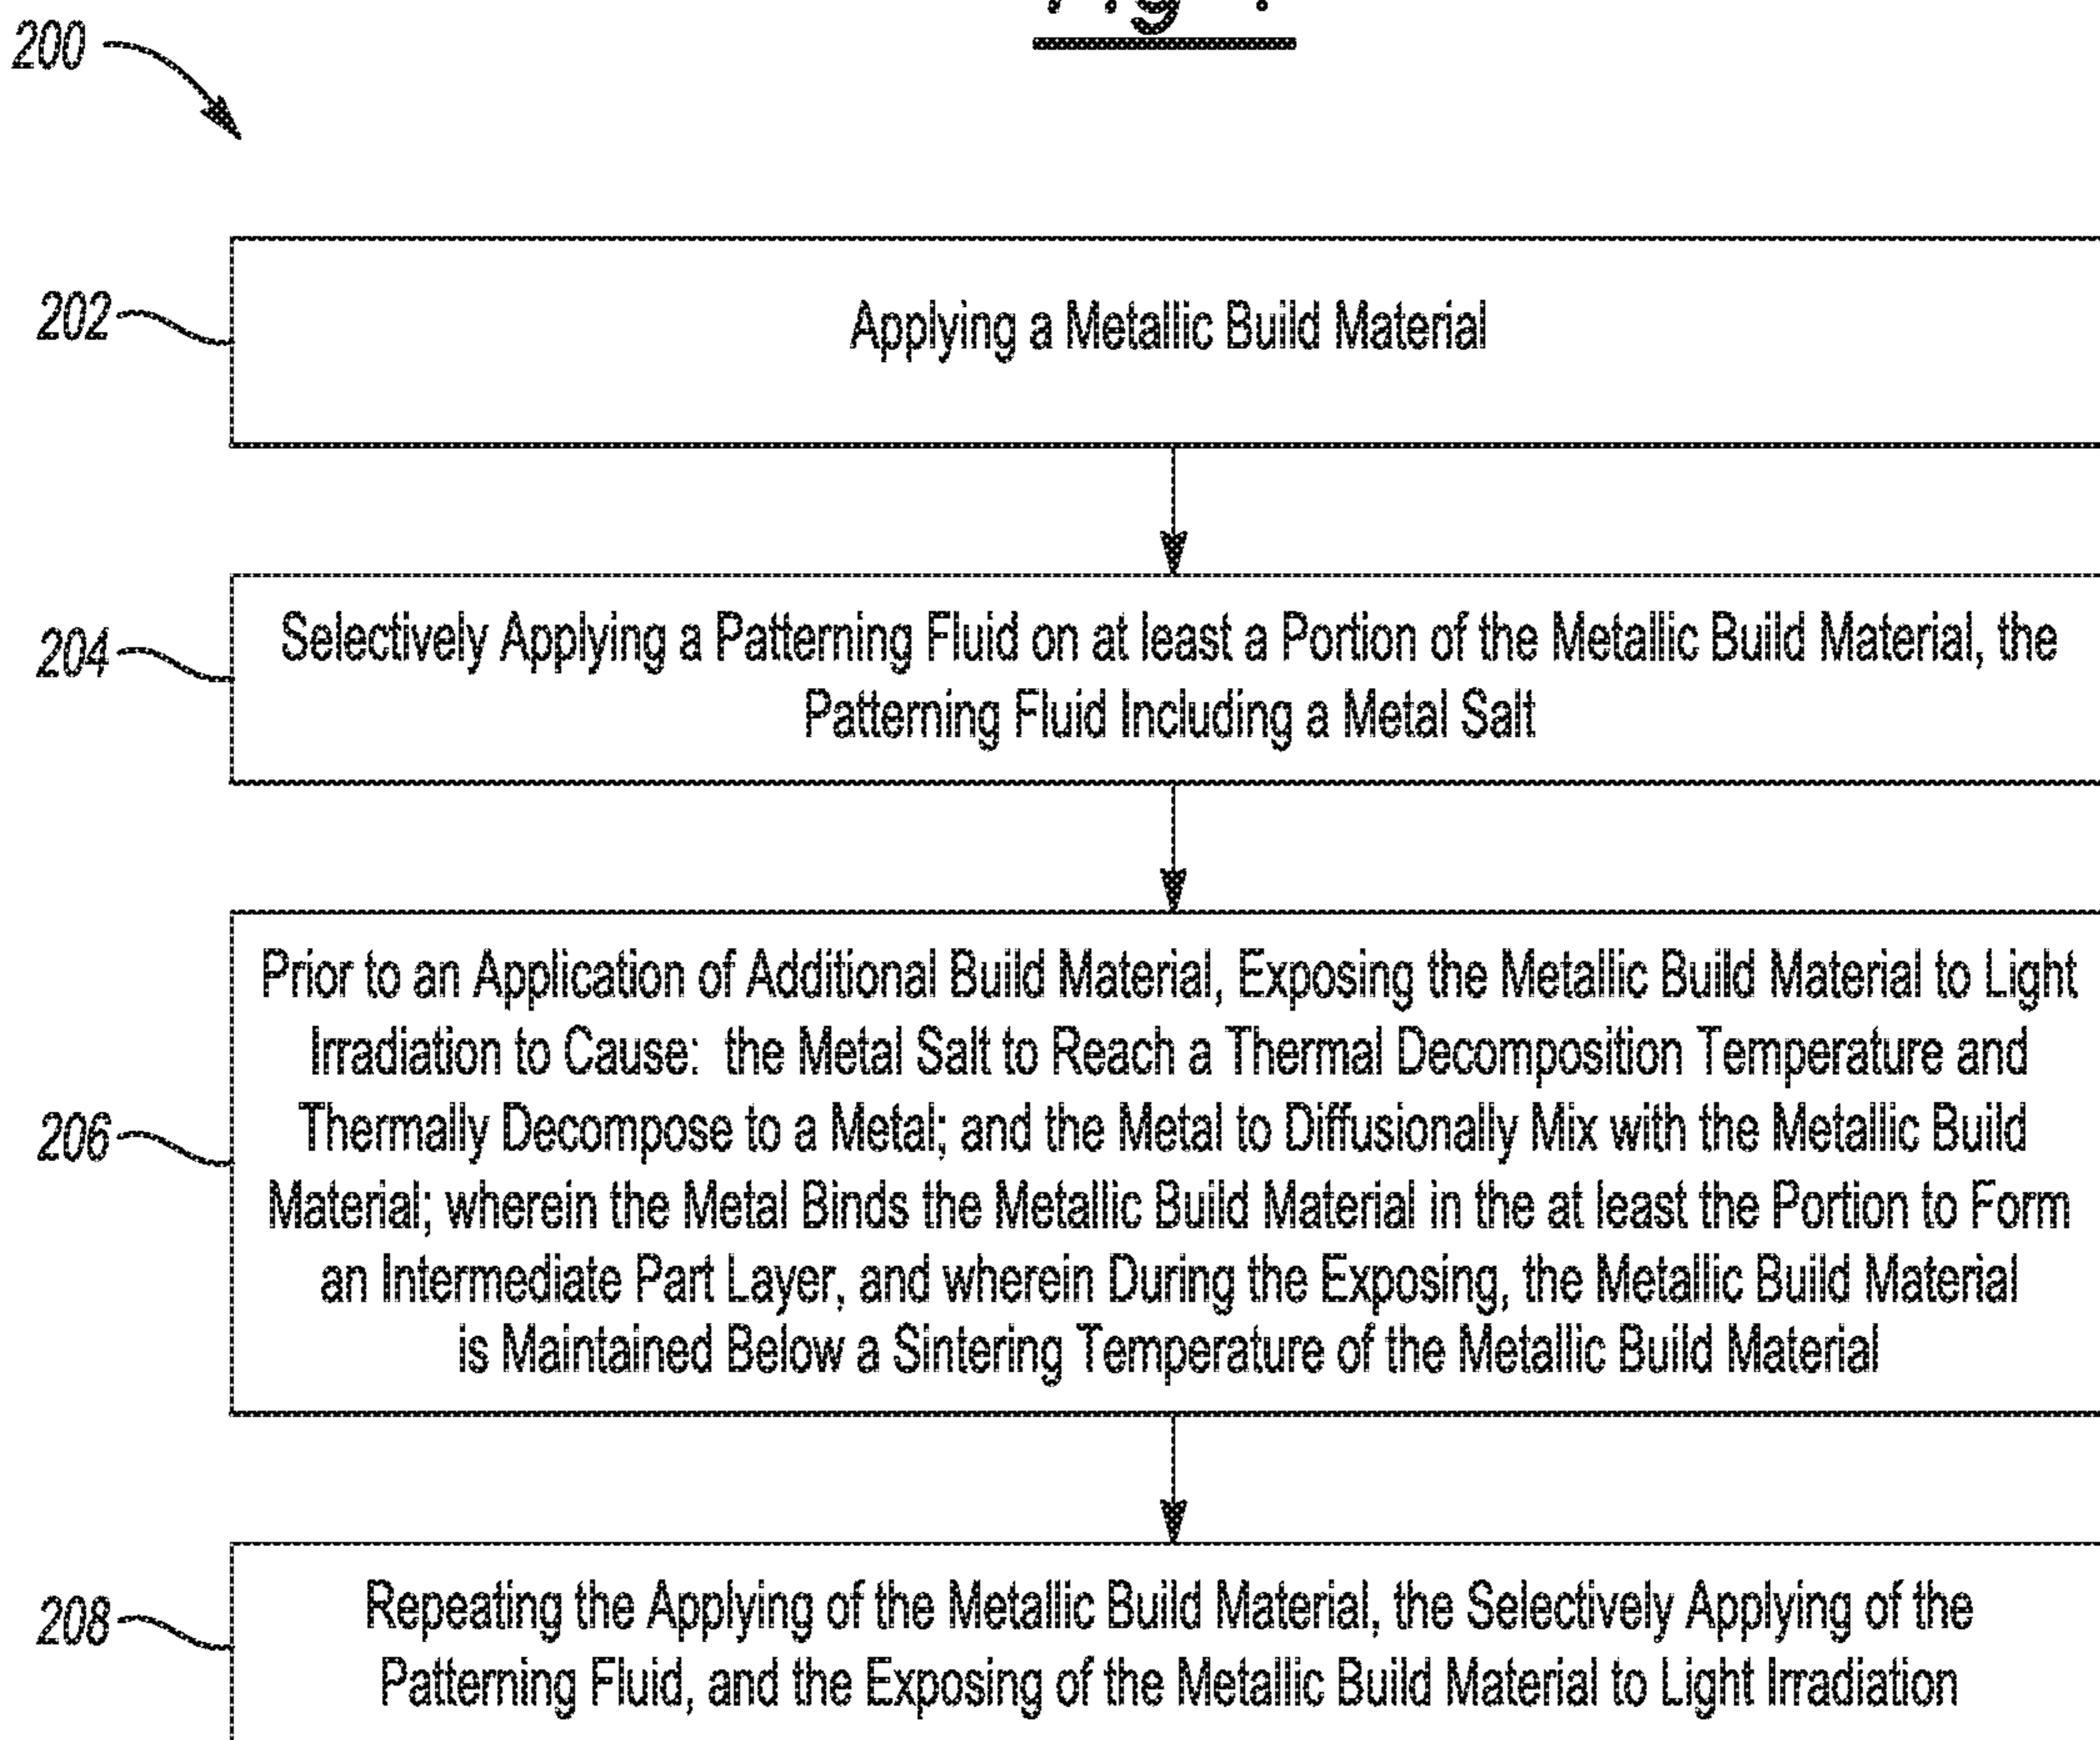 200
202
Applying a Metallic Build Material
204
Selectively Applying a Patterning Fluid on at least a Portion of the Metallic Build Material, the
Patterning Fluid Including a Metal Salt
Prior to an Application of Additional Build Material, Exposing the Metallic Build Material to Light
Irradiation to Cause: the Metal Salt to Reach a Thermal Decomposition Temperature and
206
Thermally Decompose to a Metal; and the Metal to Diffusionally Mix with the Metallic Build
Material; wherein the Metal Binds the Metallic Build Material in the at least the Portion to Form
an Intermediate Part Layer, and wherein During the Exposing, the Metallic Build Material
is Maintained Below a Sintering Temperature of the Metallic Build Material
208
Repeating the Applying of the Metallic Build Material, the Selectively Applying of the
Patterning Fluid, and the Exposing of the Metallic Build Material to Light Irradiation